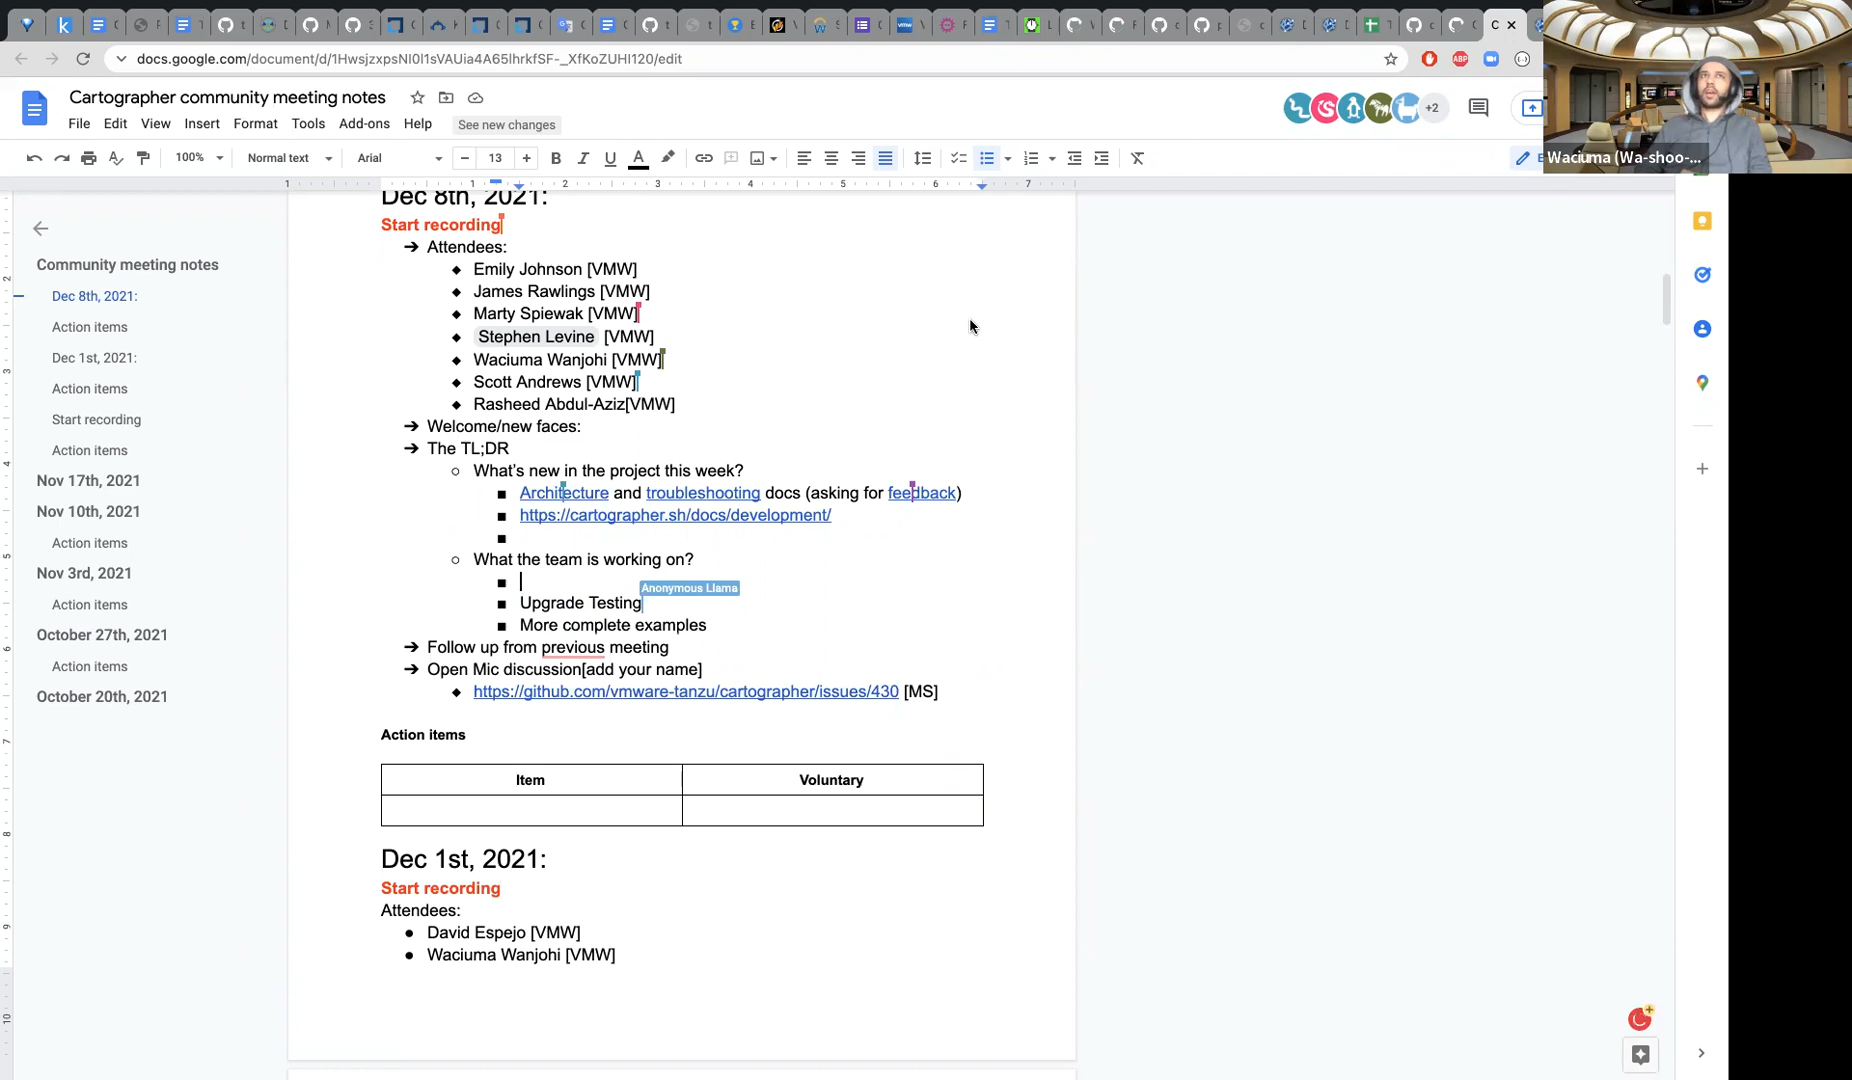 docs.google.com/document/d/1HwsjzxpsNI0l1sVAUia4A65lhrkfSF-_XfKoZUHI120/edit
Cartographer community meeting notes
+2
File Edit View Insert Format Tools Add-ons Help See new changes
100% Normal text Arial 13
Waciuma (Wa-shoo-...
1 1 2 3 4 5 6 7
Dec 8th, 2021:
Start recording
Attendees:
Emily Johnson [VMW]
James Rawlings [VMW]
Marty Spiewak [VMW]
Stephen Levine [VMW]
Waciuma Wanjohi [VMW]
Scott Andrews [VMW]
Rasheed Abdul-Aziz[VMW]
Welcome/new faces:
The TL;DR
What's new in the project this week?
Architecture and troubleshooting docs (asking for feedback)
https://cartographer.sh/docs/development/
What the team is working on?
Anonymous Llama
Upgrade Testing
More complete examples
Follow up from previous meeting
Open Mic discussion[add your name]
https://github.com/vmware-tanzu/cartographer/issues/430 [MS]
Action items
Item Voluntary
Dec 1st, 2021:
Start recording
Attendees:
David Espejo [VMW]
Waciuma Wanjohi [VMW]
Community meeting notes
Dec 8th, 2021:
Action items
Dec 1st, 2021:
Action items
Start recording
Action items
Nov 17th, 2021
Nov 10th, 2021
Action items
Nov 3rd, 2021
Action items
October 27th, 2021
Action items
October 20th, 2021